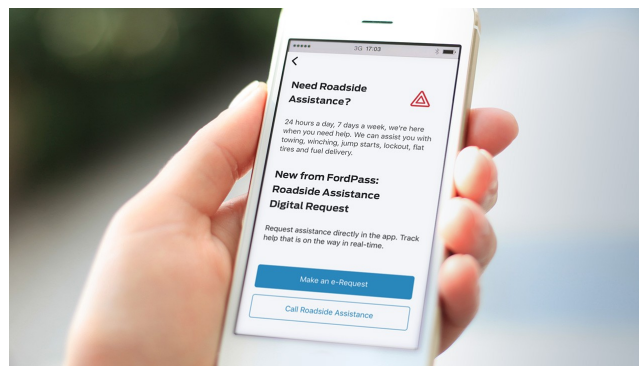 ●●●●● 3G 17:03
Need Roadside
Assistance?
24 hours a day, 7 days a week, we're here
when you need help. We can assist you with
towing, winching, jump starts, lockout, flat
tires and fuel delivery.
New from FordPass:
Roadside Assistance
Digital Request
Request assistance directly in the app. Track
help that is on the way in real-time.
Make an e-Request
Call Roadside Assistance